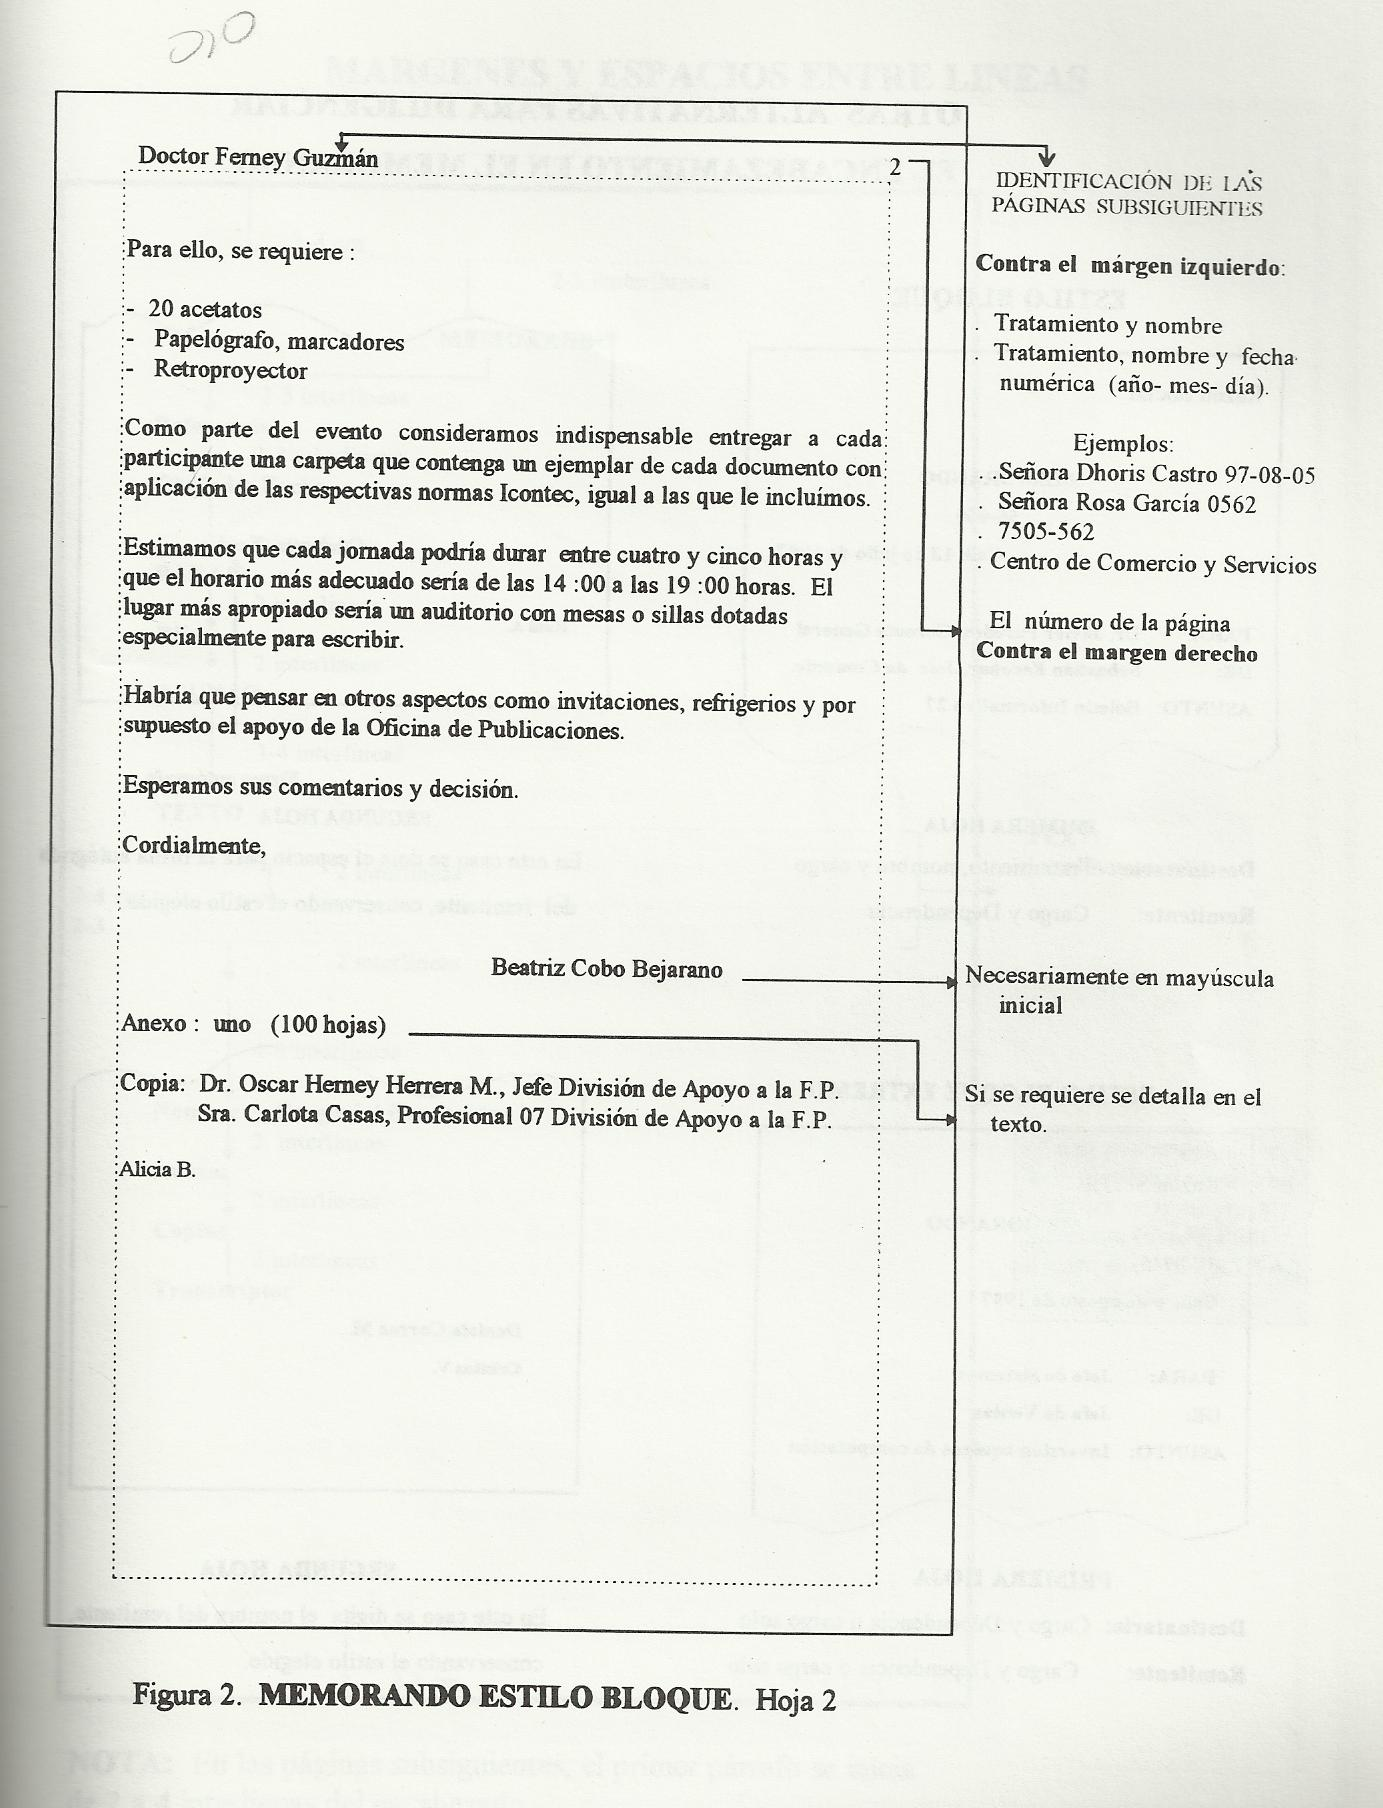 Doctor Ferney Guzmán
2
Para ello, se requiere :
- 20 acetatos
- Papelógrafo, marcadores
- Retroproyector
Como parte del evento consideramos indispensable entregar a cada
participante una carpeta que contenga un ejemplar de cada documento con
aplicación de las respectivas normas Icontec, igual a las que le incluímos.
Estimamos que cada jornada podría durar entre cuatro y cinco horas y
que el horario más adecuado sería de las 14 :00 a las 19 :00 horas. El
lugar más apropiado sería un auditorio con mesas o sillas dotadas
especialmente para escribir.
Habría que pensar en otros aspectos como invitaciones, refrigerios y por
supuesto el apoyo de la Oficina de Publicaciones.
Esperamos sus comentarios y decisión.
Cordialmente,
Beatriz Cobo Bejarano
Anexo : uno (100 hojas)
Copia: Dr. Oscar Herney Herrera M., Jefe División de Apoyo a la F.P.
Sra. Carlota Casas, Profesional 07 División de Apoyo a la F.P.
Alicia B.
IDENTIFICACIÓN DE LAS
PÁGINAS SUBSIGUIENTES
Contra el márgen izquierdo:
. Tratamiento y nombre
. Tratamiento, nombre y fecha
numérica (año- mes- día).
Ejemplos:
. Señora Dhoris Castro 97-08-05
. Señora Rosa García 0562
. 7505-562
. Centro de Comercio y Servicios
El número de la página
Contra el margen derecho
Necesariamente en mayúscula
inicial
Si se requiere se detalla en el
texto.
Figura 2. MEMORANDO ESTILO BLOQUE. Hoja 2